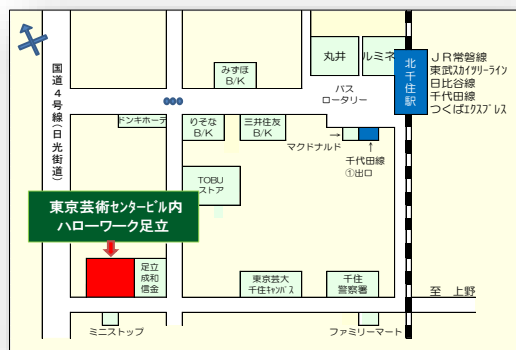 国道４号線(日光街道)
みずほ
B/K
丸井
ルミネ
北千住駅
ＪＲ常磐線
東武スカイツリーライン
日比谷線
千代田線
つくばエクスプレス
バス
ロータリー
ドンキホーテ
りそな
B/K
三井住友
B/K
マクドナルド
千代田線
①出口
TOBU
ストア
東京芸術センタービル内
ハローワーク足立
足立
成和
信金
東京芸大
千住キャンパス
千住
警察署
至　上野
ミニストップ
ファミリーマート